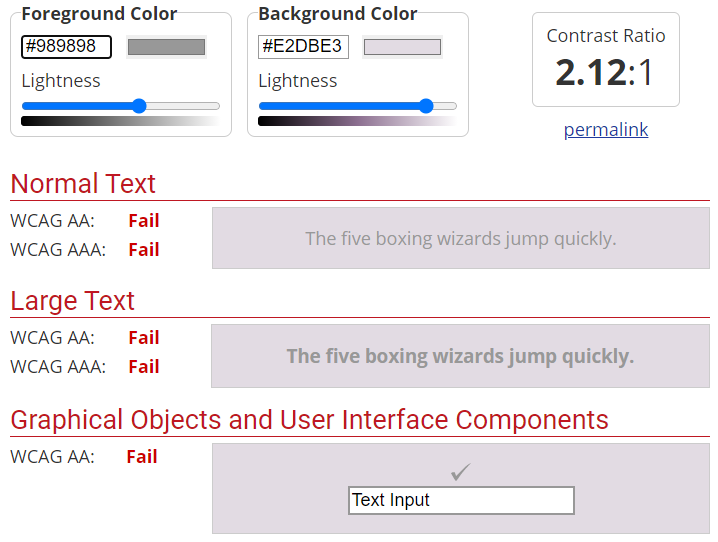 Foreground Color
#989898
Lightness
Background Color
#E2DBE3
Lightness
Contrast Ratio
2.12:1
permalink
Normal Text
WCAG AA: Fail
WCAG AAA: Fail
The five boxing wizards jump quickly.
Large Text
WCAG AA: Fail
WCAG AAA: Fail
The five boxing wizards jump quickly.
Graphical Objects and User Interface Components
WCAG AA: Fail
Text Input